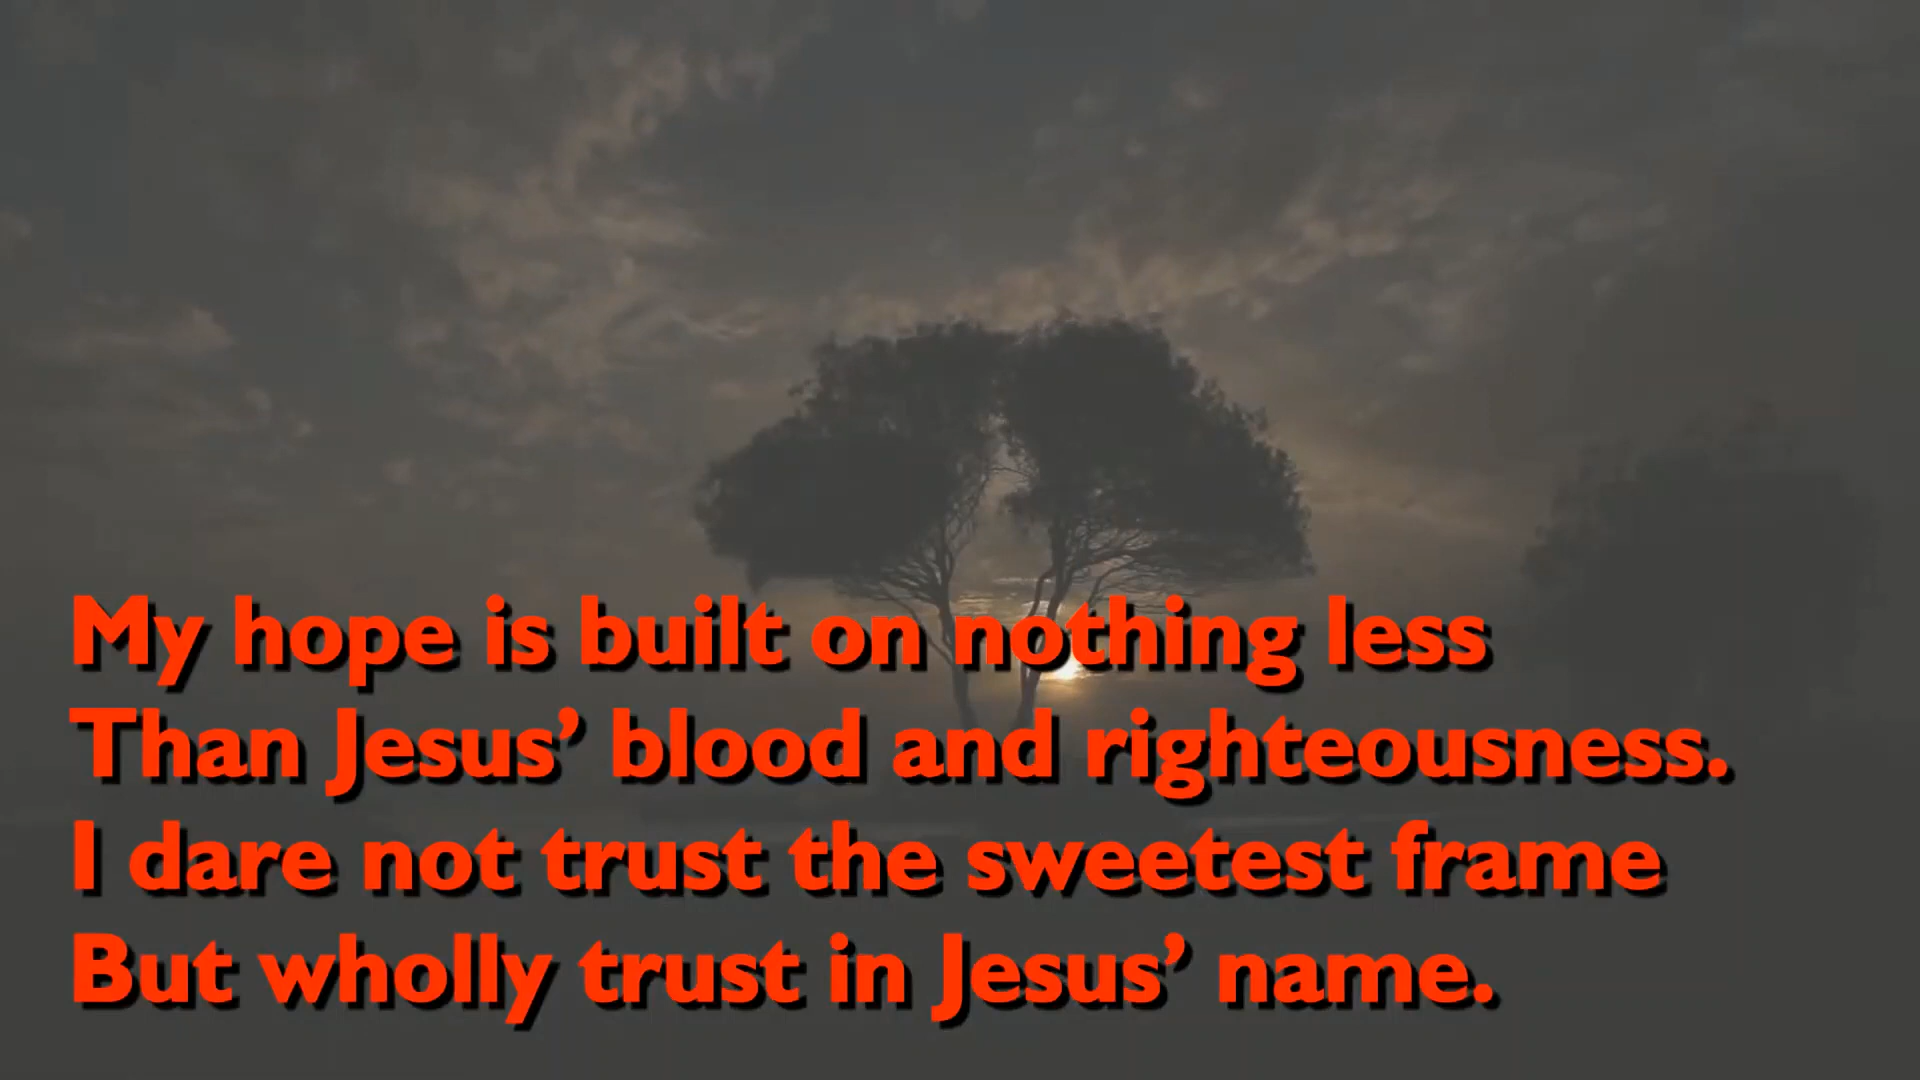 My hope is built on nothing less
Than Jesus’ blood and righteousness.
I dare not trust the sweetest frame
But wholly trust in Jesus’ name.